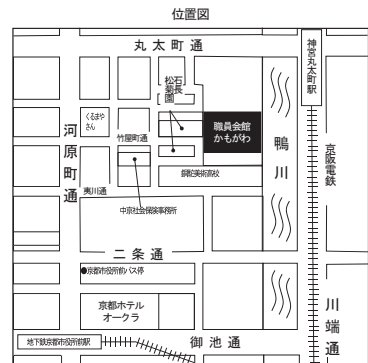 位置図
丸太町通
神宮丸太町駅
松菊園
石長
くるまやさん
職員会館
かもがわ
竹屋町通
河原町通
鴨川
京阪電鉄
銅駝美術高校
夷川通
中京社会保険事務所
二条通
●京都市役所前バス停
京都ホテル
オークラ
川端通
御池通
地下鉄京都市役所前駅